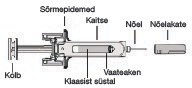 Sõrmepidemed
Kaitse
Nõel
Nõelakate
Kolb
Vaateaken
Klaasist süstal